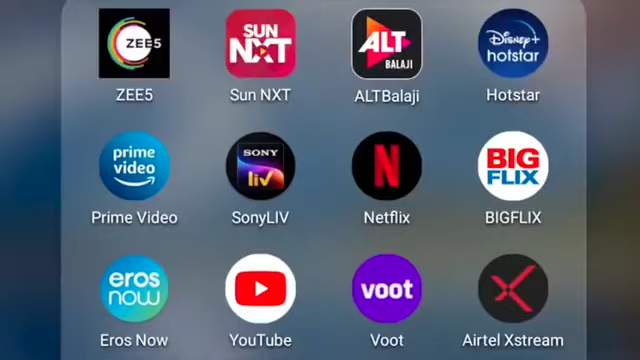 ZEE5
SUN
NXT
ALT
BALAJI
Disney+
hotstar
ZEE5
Sun NXT
ALTBalaji
Hotstar
prime
video
SONY
liv
N
BIG
FLIX
Prime Video
SonyLIV
Netflix
BIGFLIX
eros
now
voot
Eros Now
YouTube
Voot
Airtel Xstream